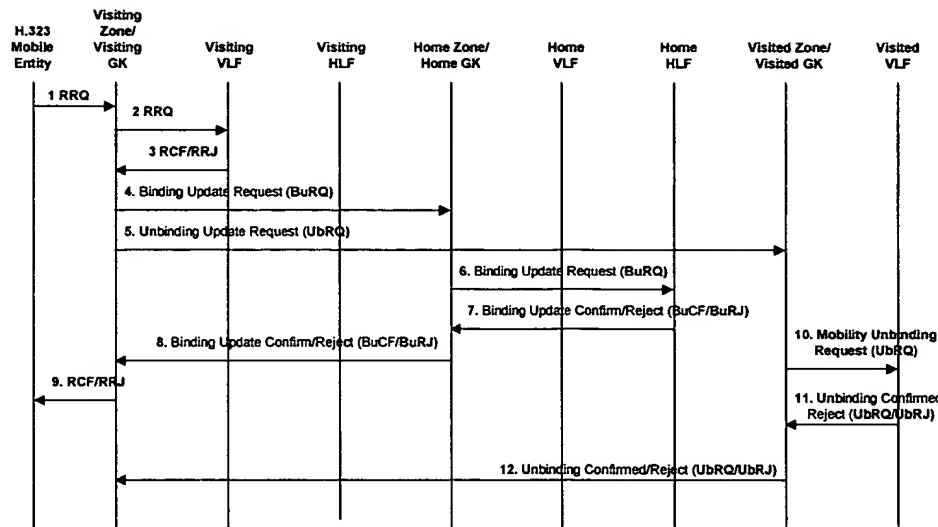 H.323
Mobile
Entity
Visiting
Zone/
Visiting
GK
Visiting
VLF
Visiting
HLF
Home Zone/
Home GK
Home
VLF
Home
HLF
Visited Zone/
Visited GK
Visited
VLF
1 RRQ
2 RRQ
3 RCF/RRJ
4. Binding Update Request (BuRQ)
5. Unbinding Update Request (UbRQ)
6. Binding Update Request (BuRQ)
7. Binding Update Confirm/Reject (BuCF/BuRJ)
8. Binding Update Confirm/Reject (BuCF/BuRJ)
9. RCF/RRJ
10. Mobility Unbinding
Request (UbRQ)
11. Unbinding Confirmed
Reject (UbRQ/UbRJ)
12. Unbinding Confirmed/Reject (UbRQ/UbRJ)